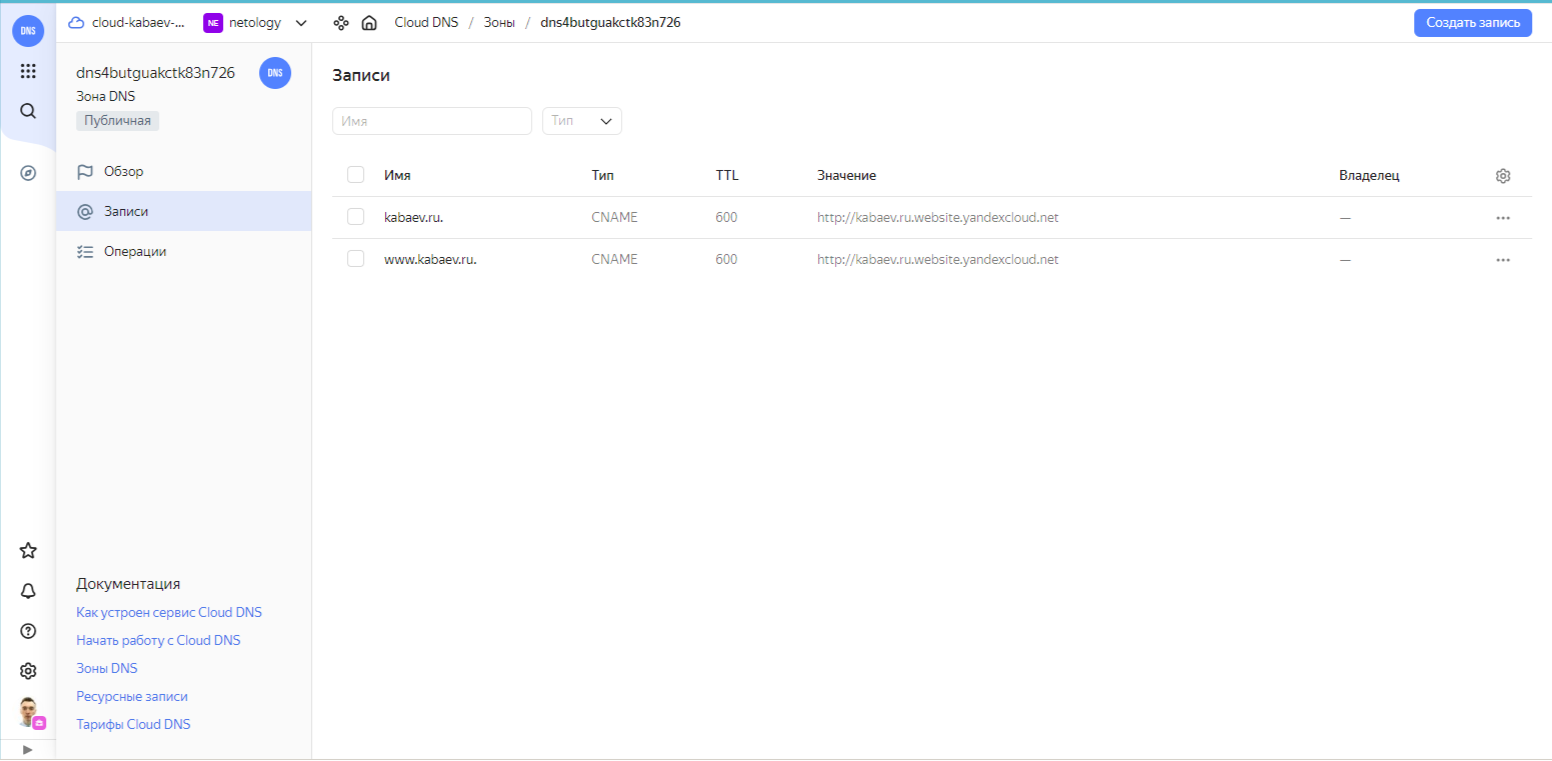 DNS cloud-kabaev-... NE netology Cloud DNS / Зоны / dns4butguakctk83n726 Создать запись
dns4butguakctk83n726 DNS
Зона DNS
Публичная
Обзор
Записи
Операции
Документация
Как устроен сервис Cloud DNS
Начать работу с Cloud DNS
Зоны DNS
Ресурсные записи
Тарифы Cloud DNS
Записи
Имя Тип
Имя Тип TTL Значение Владелец
kabaev.ru. CNAME 600 http://kabaev.ru.website.yandexcloud.net —
www.kabaev.ru. CNAME 600 http://kabaev.ru.website.yandexcloud.net —